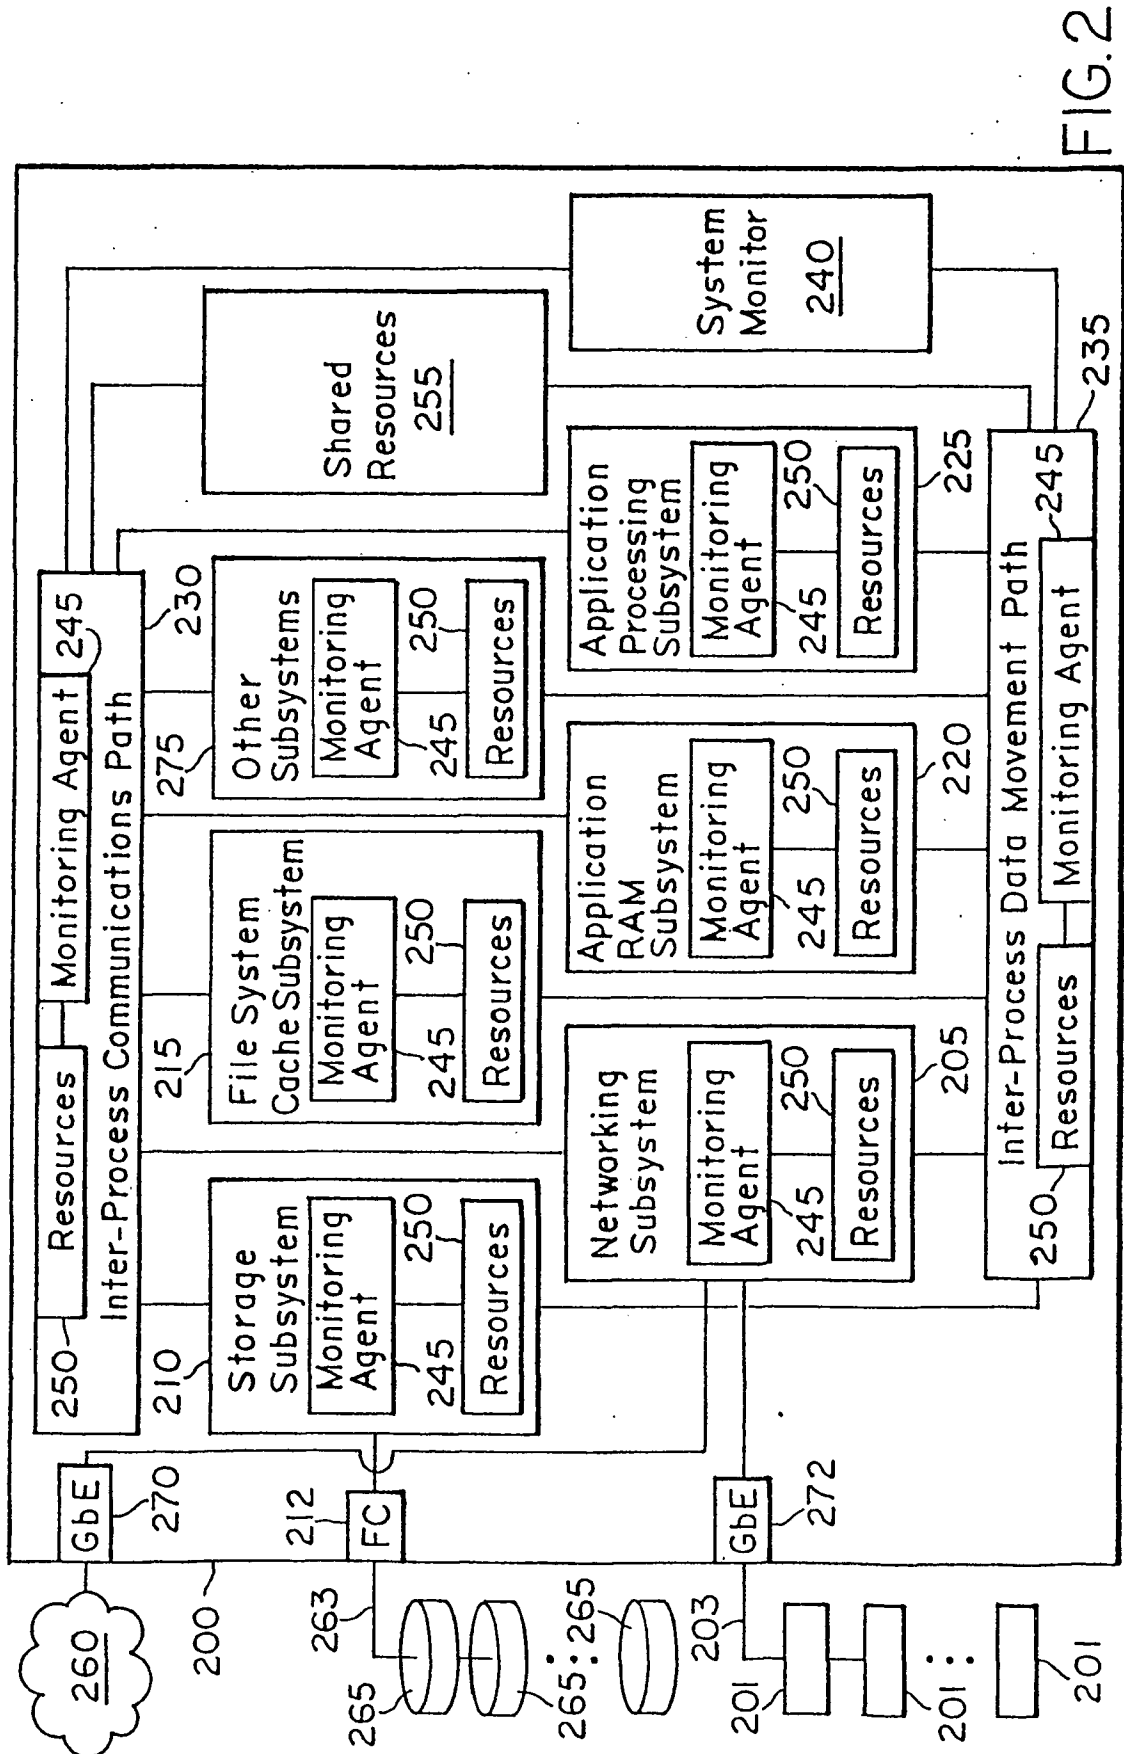 260
GbE
270
200
250
Resources
Monitoring Agent
245
Inter-Process Communications Path
230
210
Storage
Subsystem
Monitoring
Agent
245
250
Resources
215
File System
Cache Subsystem
Monitoring
Agent
245
250
Resources
275
Other
Subsystems
Monitoring
Agent
245
250
Resources
Shared
Resources
255
System
Monitor
240
FC
212
263
265
265
265
Networking
Subsystem
Monitoring
Agent
245
250
Resources
205
Application
RAM
Subsystem
Monitoring
Agent
245
250
Resources
220
Application
Processing
Subsystem
Monitoring
Agent
245
250
Resources
225
GbE
272
203
201
201
201
Inter-Process Data Movement Path
235
250
Resources
Monitoring Agent
245
FIG.2